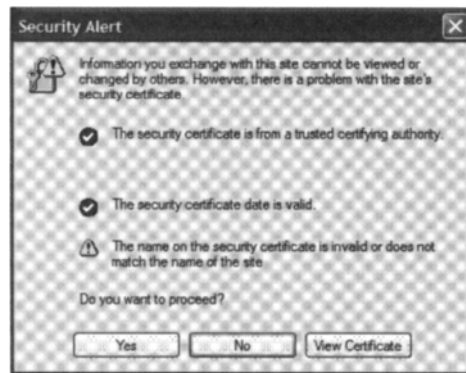 Security Alert
Information you exchange with this site cannot be viewed or
changed by others. However, there is a problem with the site's
security certificate
The security certificate is from a trusted certifying authority.
The security certificate date is valid.
The name on the security certificate is invalid or does not
match the name of the site
Do you want to proceed?
Yes No View Certificate